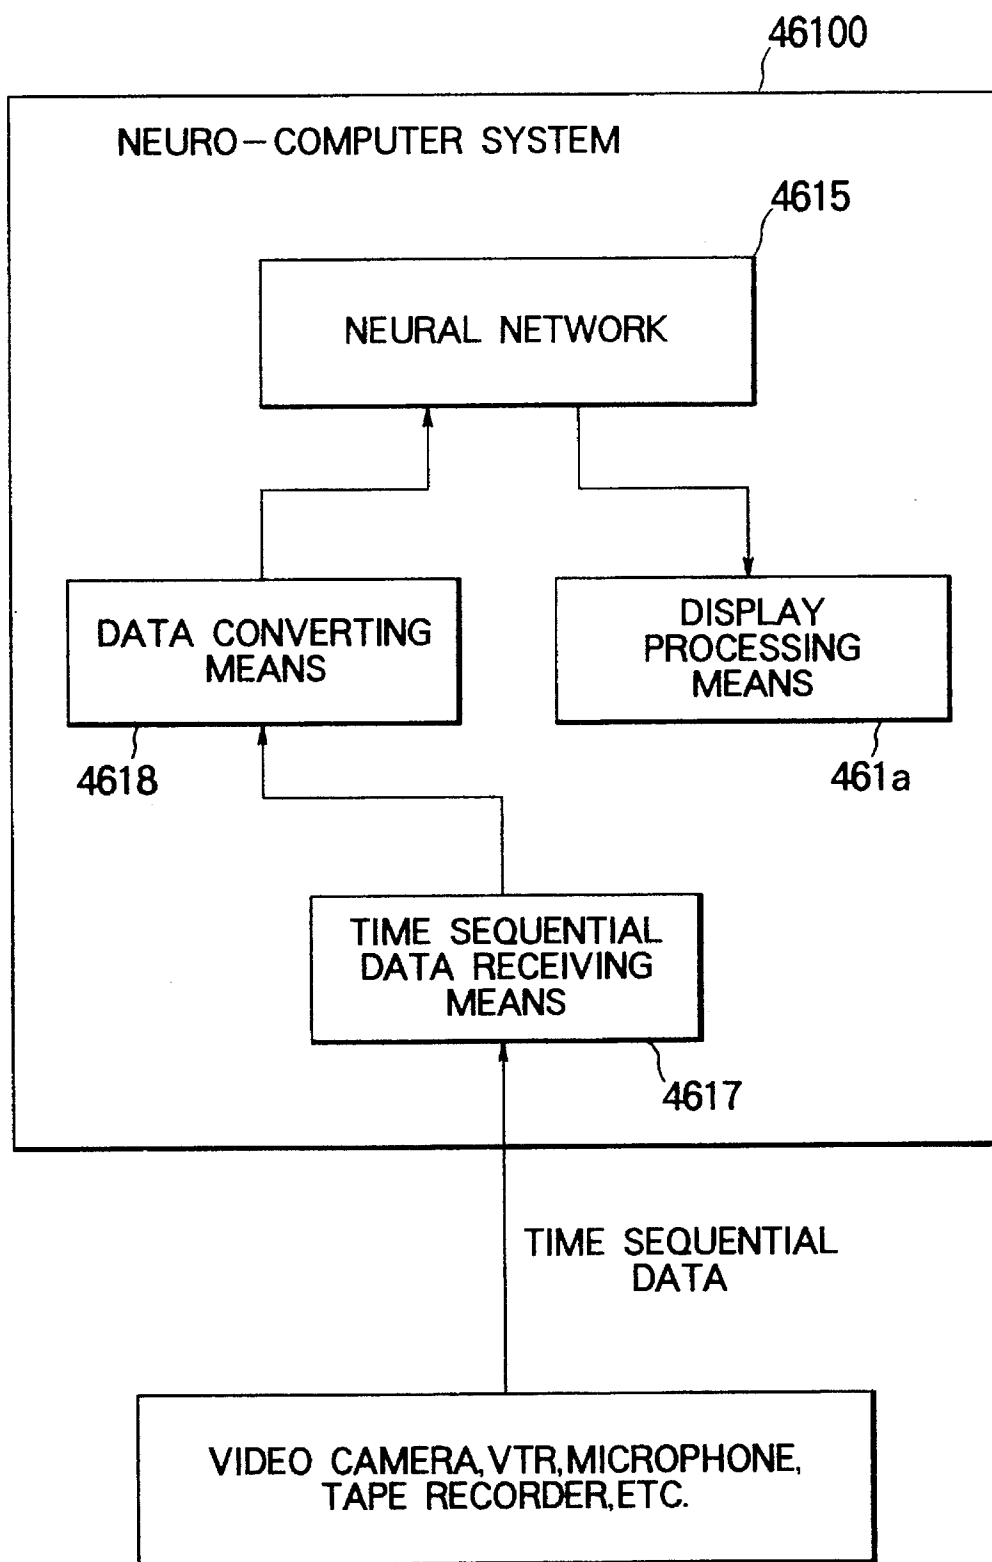 46100
NEURO-COMPUTER SYSTEM
4615
NEURAL NETWORK
DATA CONVERTING
MEANS
4618
DISPLAY
PROCESSING
MEANS
461a
TIME SEQUENTIAL
DATA RECEIVING
MEANS
4617
TIME SEQUENTIAL
DATA
VIDEO CAMERA, VTR, MICROPHONE,
TAPE RECORDER, ETC.